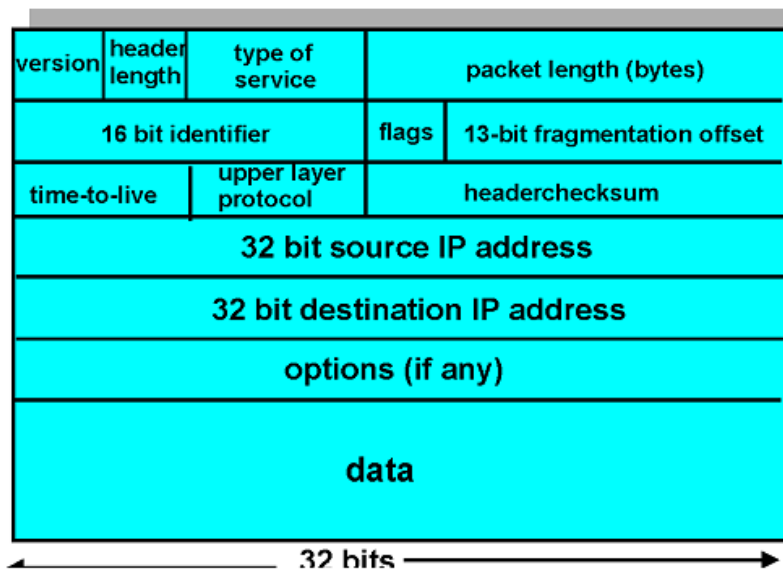 version
header
length
type of
service
packet length (bytes)
16 bit identifier
flags
13-bit fragmentation offset
time-to-live
upper layer
protocol
headerchecksum
32 bit source IP address
32 bit destination IP address
options (if any)
data
32 bits